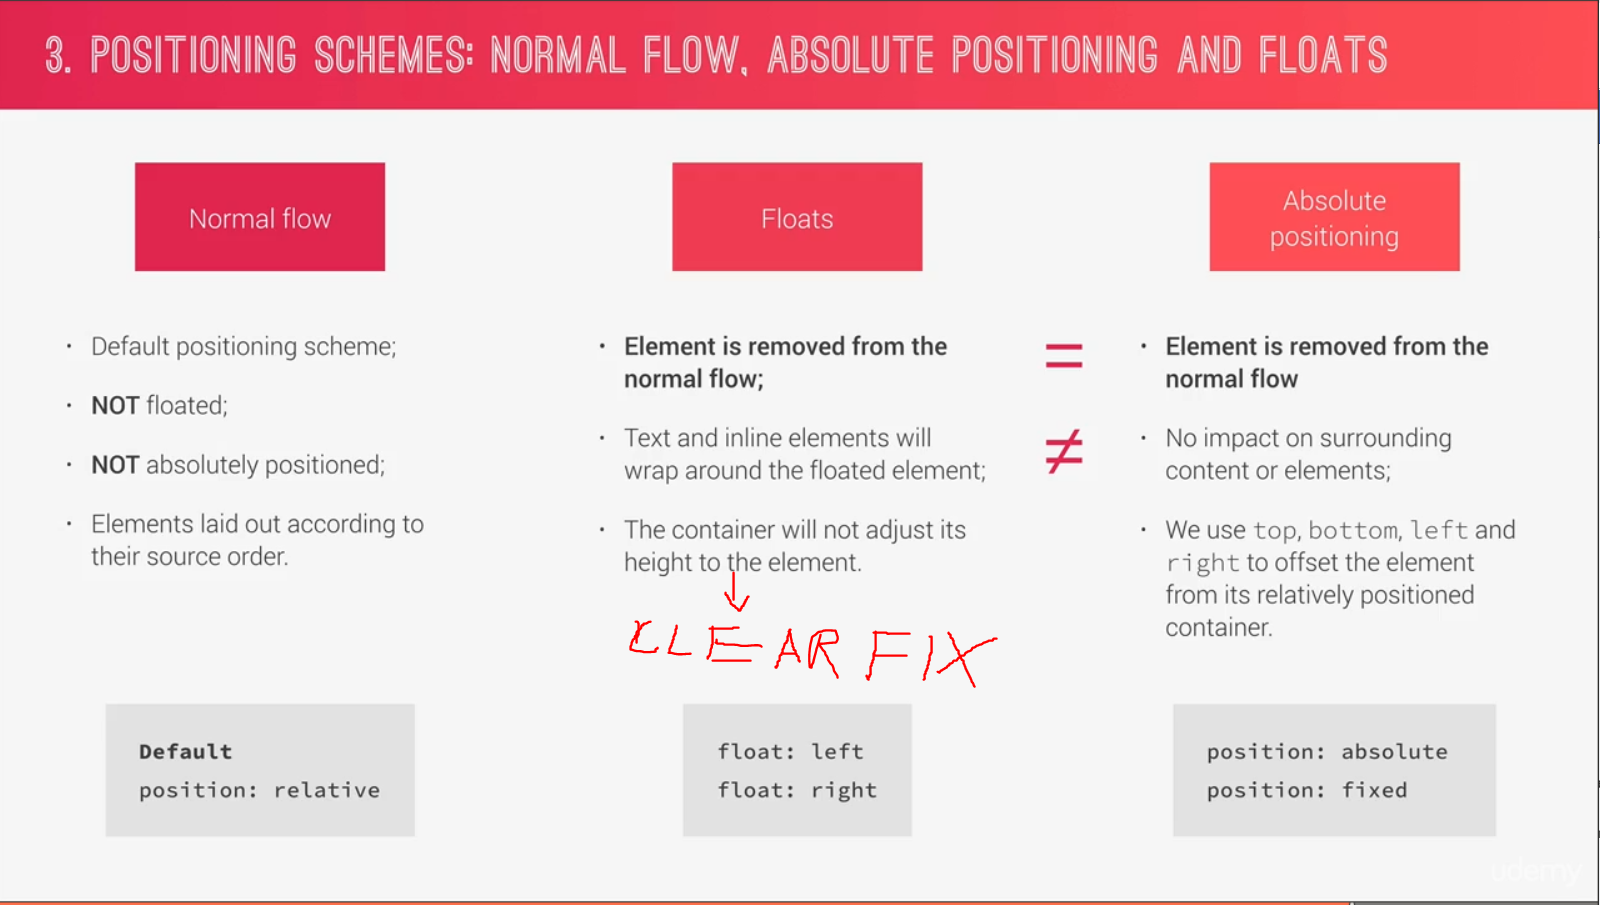 3. POSITIONING SCHEMES: NORMAL FLOW, ABSOLUTE POSITIONING AND FLOATS
Normal flow
• Default positioning scheme;
• NOT floated;
• NOT absolutely positioned;
• Elements laid out according to
their source order.
Default
position: relative
Floats
• Element is removed from the
normal flow;
• Text and inline elements will
wrap around the floated element;
• The container will not adjust its
height to the element.
↓
CLEARFIX
float: left
float: right
=
≠
Absolute
positioning
• Element is removed from the
normal flow
• No impact on surrounding
content or elements;
• We use top, bottom, left and
right to offset the element
from its relatively positioned
container.
position: absolute
position: fixed
udemy